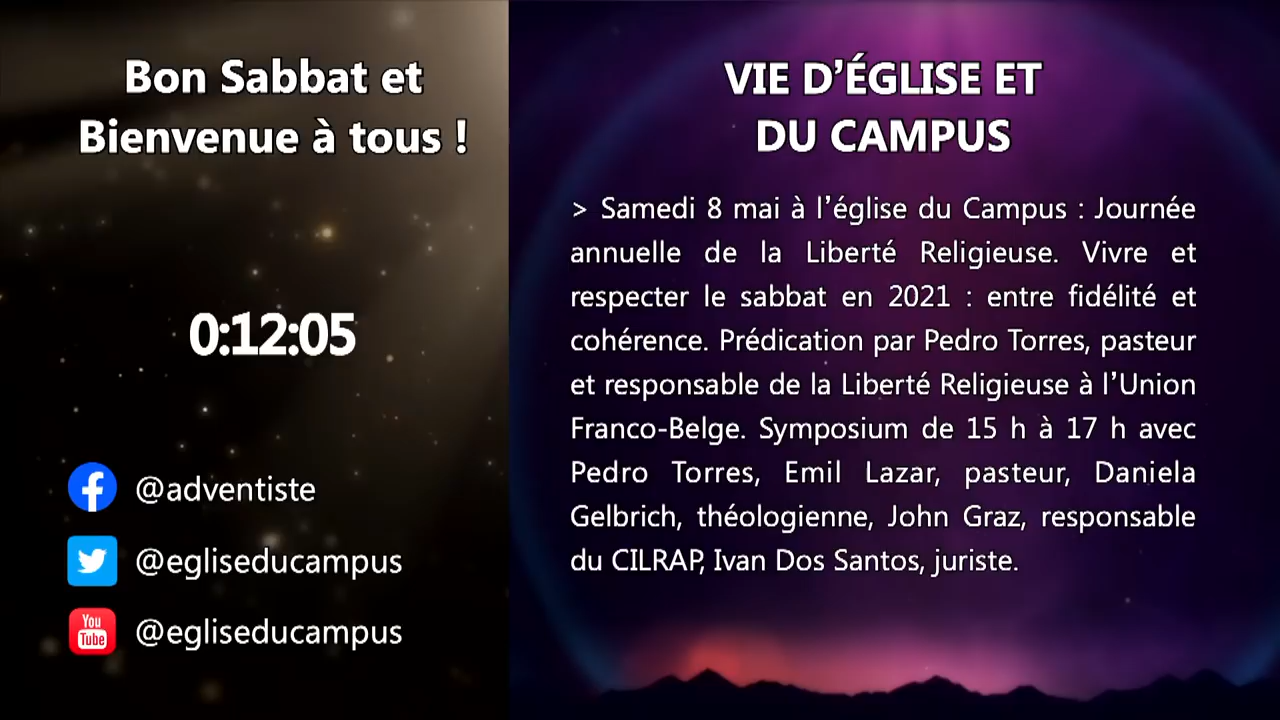 Bon Sabbat et
Bienvenue à tous !
0:12:05
@adventiste
@egliseducampus
You
Tube
@egliseducampus
VIE D’ÉGLISE ET
DU CAMPUS
> Samedi 8 mai à l’église du Campus : Journée
annuelle de la Liberté Religieuse. Vivre et
respecter le sabbat en 2021 : entre fidélité et
cohérence. Prédication par Pedro Torres, pasteur
et responsable de la Liberté Religieuse à l’Union
Franco-Belge. Symposium de 15 h à 17 h avec
Pedro Torres, Emil Lazar, pasteur, Daniela
Gelbrich, théologienne, John Graz, responsable
du CILRAP, Ivan Dos Santos, juriste.